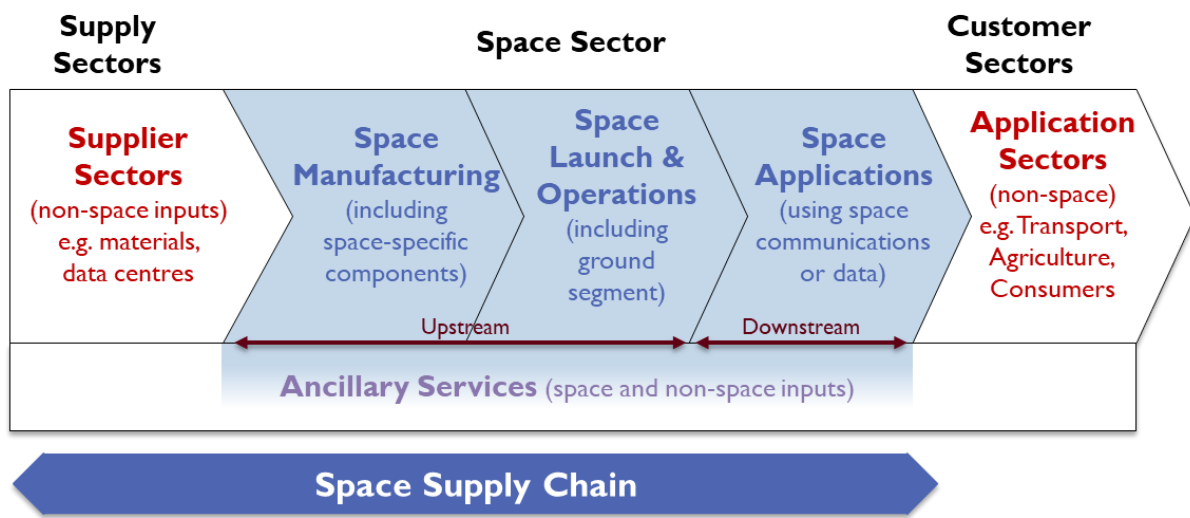 Supply
Sectors
Space Sector
Customer
Sectors
Supplier
Sectors
(non-space inputs)
e.g. materials,
data centres
Space
Manufacturing
(including
space-specific
components)
Space
Launch &
Operations
(including
ground
segment)
Space
Applications
(using space
communications
or data)
Application
Sectors
(non-space)
e.g. Transport,
Agriculture,
Consumers
Upstream
Downstream
Ancillary Services (space and non-space inputs)
Space Supply Chain